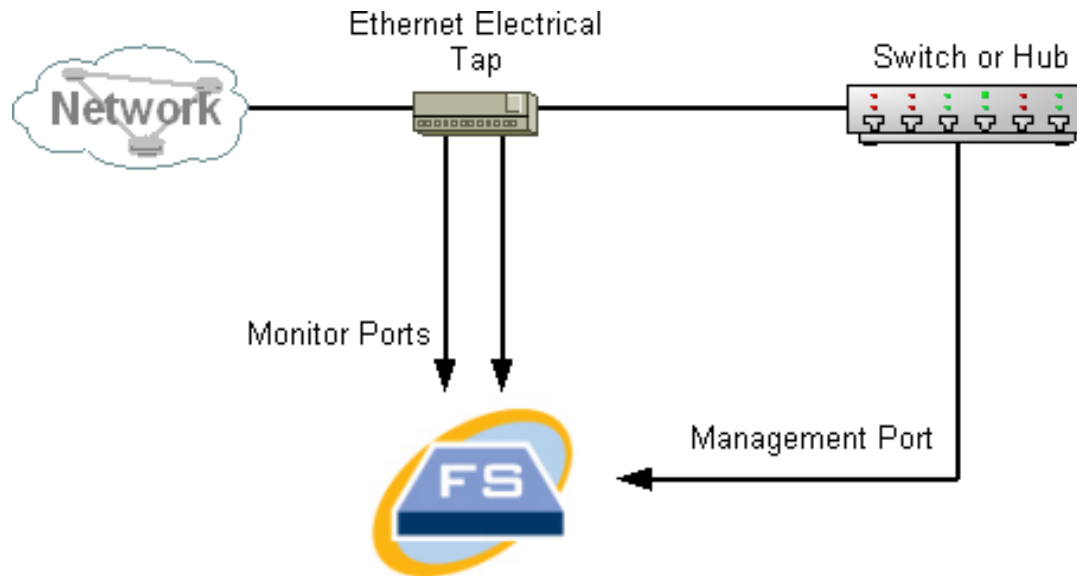 Ethernet Electrical
Tap
Switch or Hub
Network
Monitor Ports
Management Port
FS